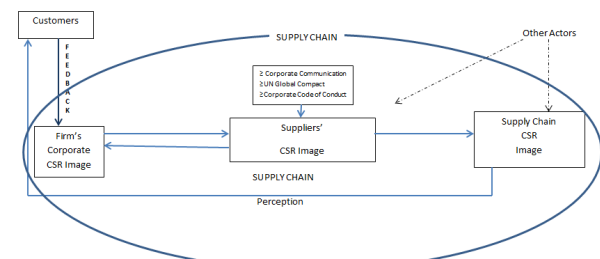 Customers
Other Actors
SUPPLY CHAIN
FEEDBACK
≥ Corporate Communication
≥UN Global Compact
≥Corporate Code of Conduct
Firm's
Corporate
CSR Image
Suppliers'
CSR Image
Supply Chain
CSR
Image
SUPPLY CHAIN
Perception